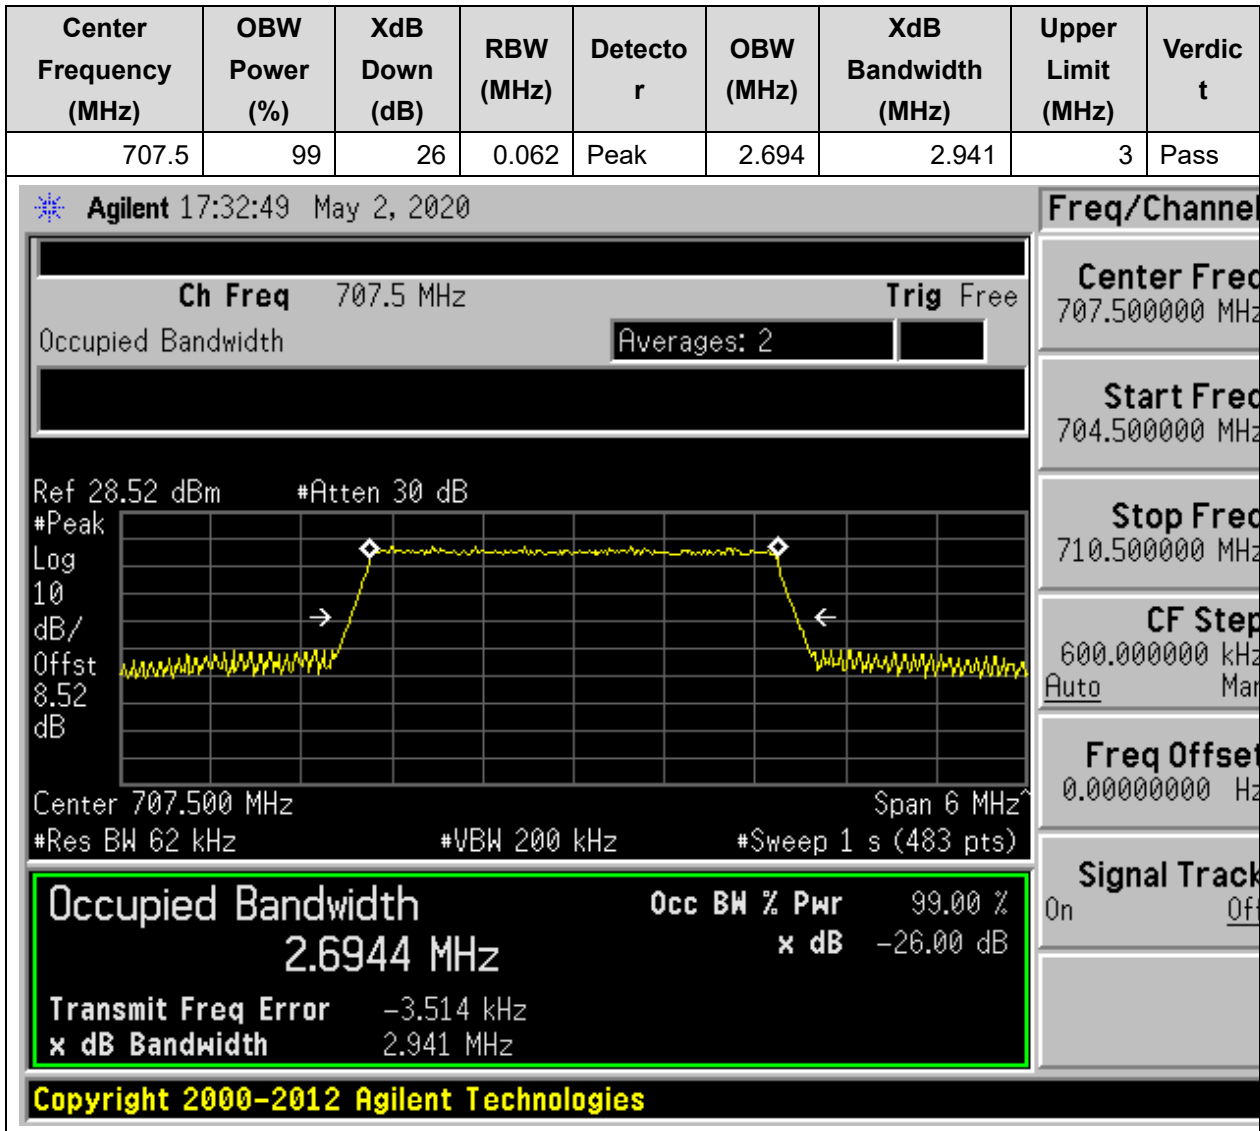 Center Frequency (MHz) OBW Power (%) XdB Down (dB) RBW (MHz) Detector OBW (MHz) XdB Bandwidth (MHz) Upper Limit (MHz) Verdict
707.5 99 26 0.062 Peak 2.694 2.941 3 Pass
Agilent 17:32:49 May 2, 2020
Freq/Channel
Ch Freq 707.5 MHz Trig Free
Occupied Bandwidth Averages: 2
Center Freq
707.500000 MHz
Start Freq
704.500000 MHz
Stop Freq
710.500000 MHz
CF Step
600.000000 kHz
Auto Man
Freq Offset
0.00000000 Hz
Signal Track
On Off
Ref 28.52 dBm #Atten 30 dB
#Peak
Log
10
dB/
Offst
8.52
dB
Center 707.500 MHz Span 6 MHz^
#Res BW 62 kHz #VBW 200 kHz #Sweep 1 s (483 pts)
Occupied Bandwidth Occ BW % Pwr 99.00 %
2.6944 MHz x dB -26.00 dB
Transmit Freq Error -3.514 kHz
x dB Bandwidth 2.941 MHz
Copyright 2000-2012 Agilent Technologies